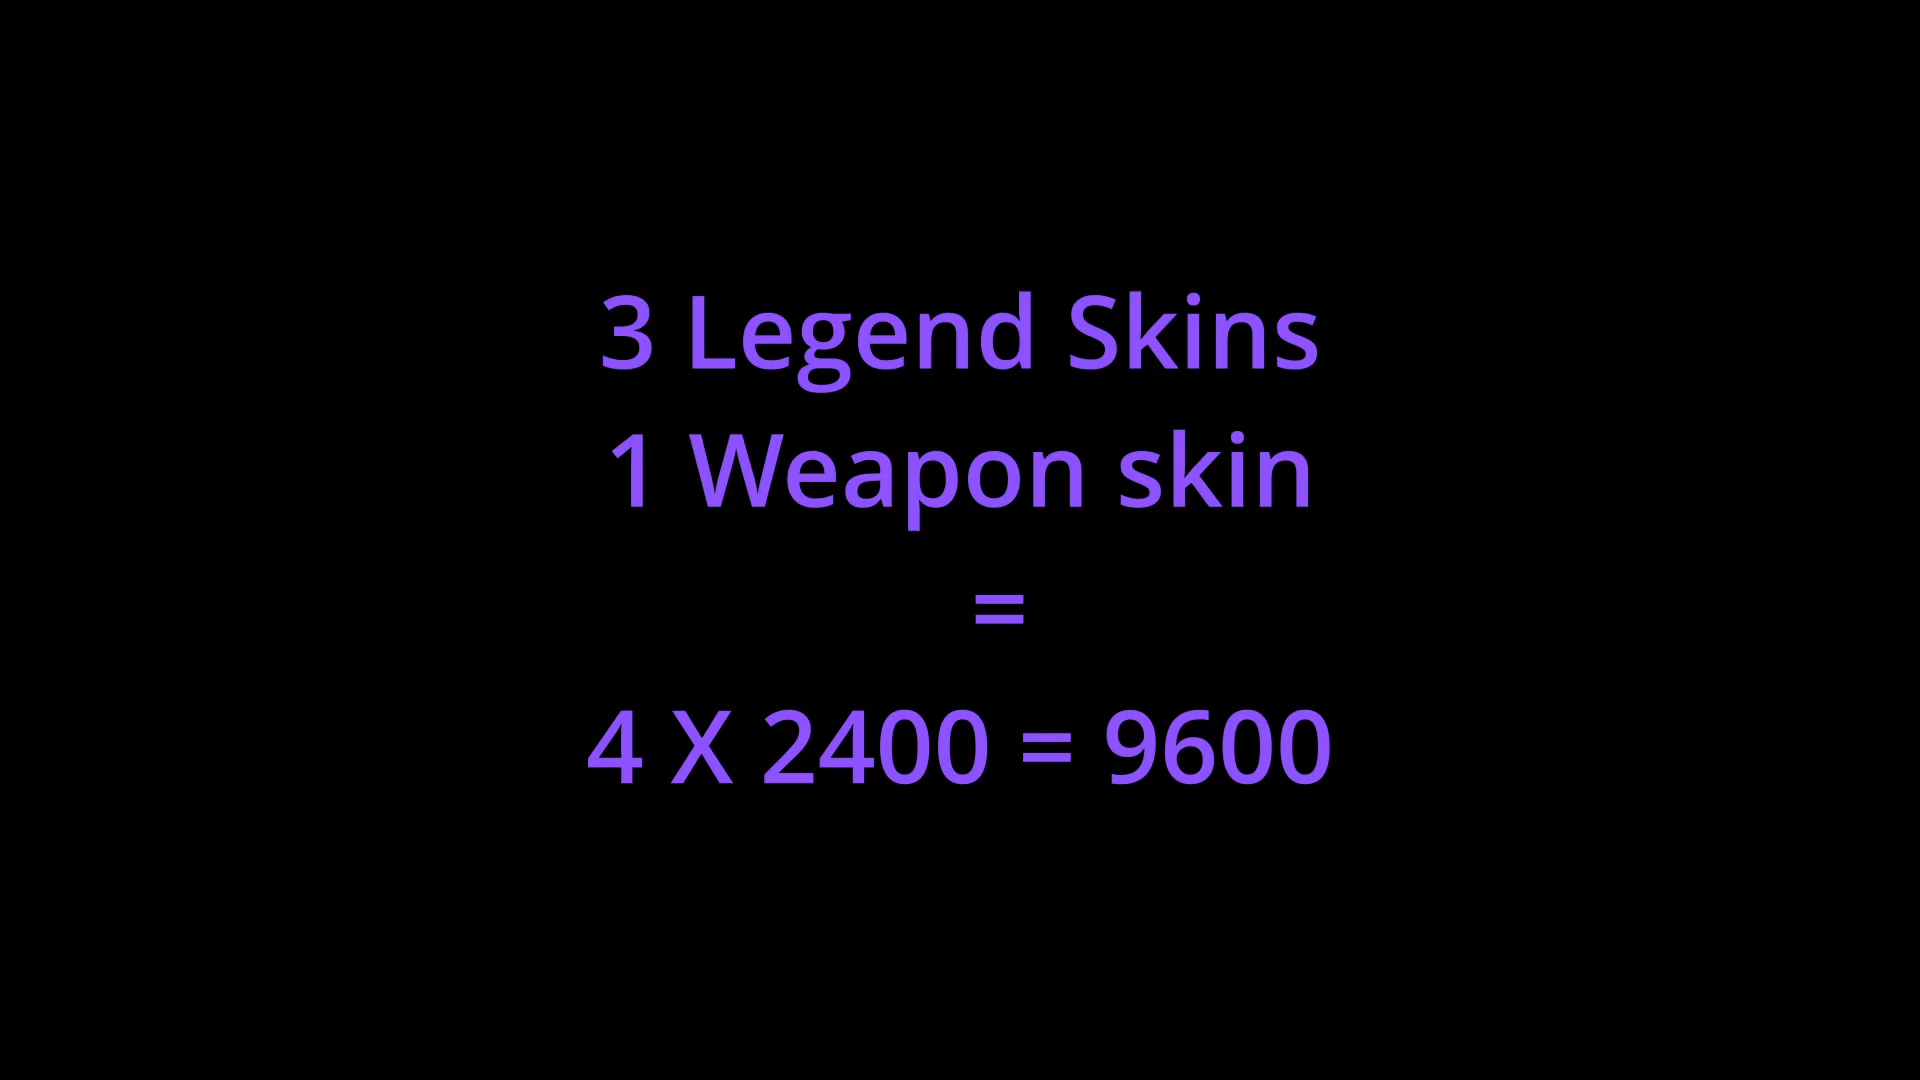 3 Legend Skins
1 Weapon skin
=
4 X 2400 = 9600